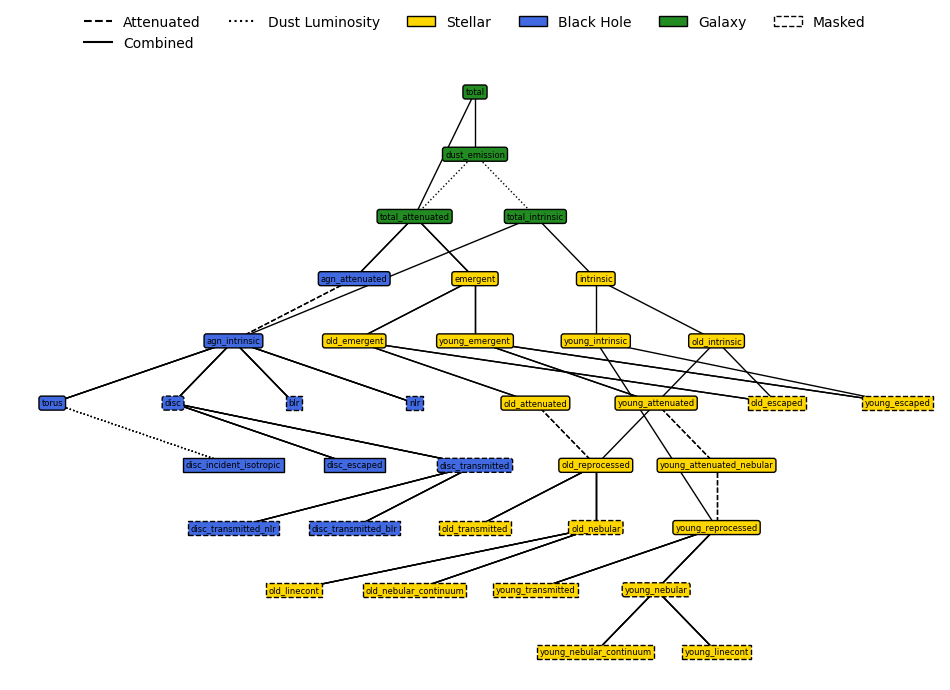 Attenuated Dust Luminosity Stellar Black Hole Galaxy Masked
Combined
total
dust_emission
total_attenuated total_intrinsic
agn_attenuated emergent intrinsic
agn_intrinsic old_emergent young_emergent young_intrinsic old_intrinsic
torus disc blr nlr old_attenuated young_attenuated old_escaped young_escaped
disc_incident_isotropic disc_escaped disc_transmitted old_reprocessed young_attenuated_nebular
disc_transmitted_nlr disc_transmitted_blr old_transmitted old_nebular young_reprocessed
old_linecont old_nebular_continuum young_transmitted young_nebular
young_nebular_continuum young_linecont